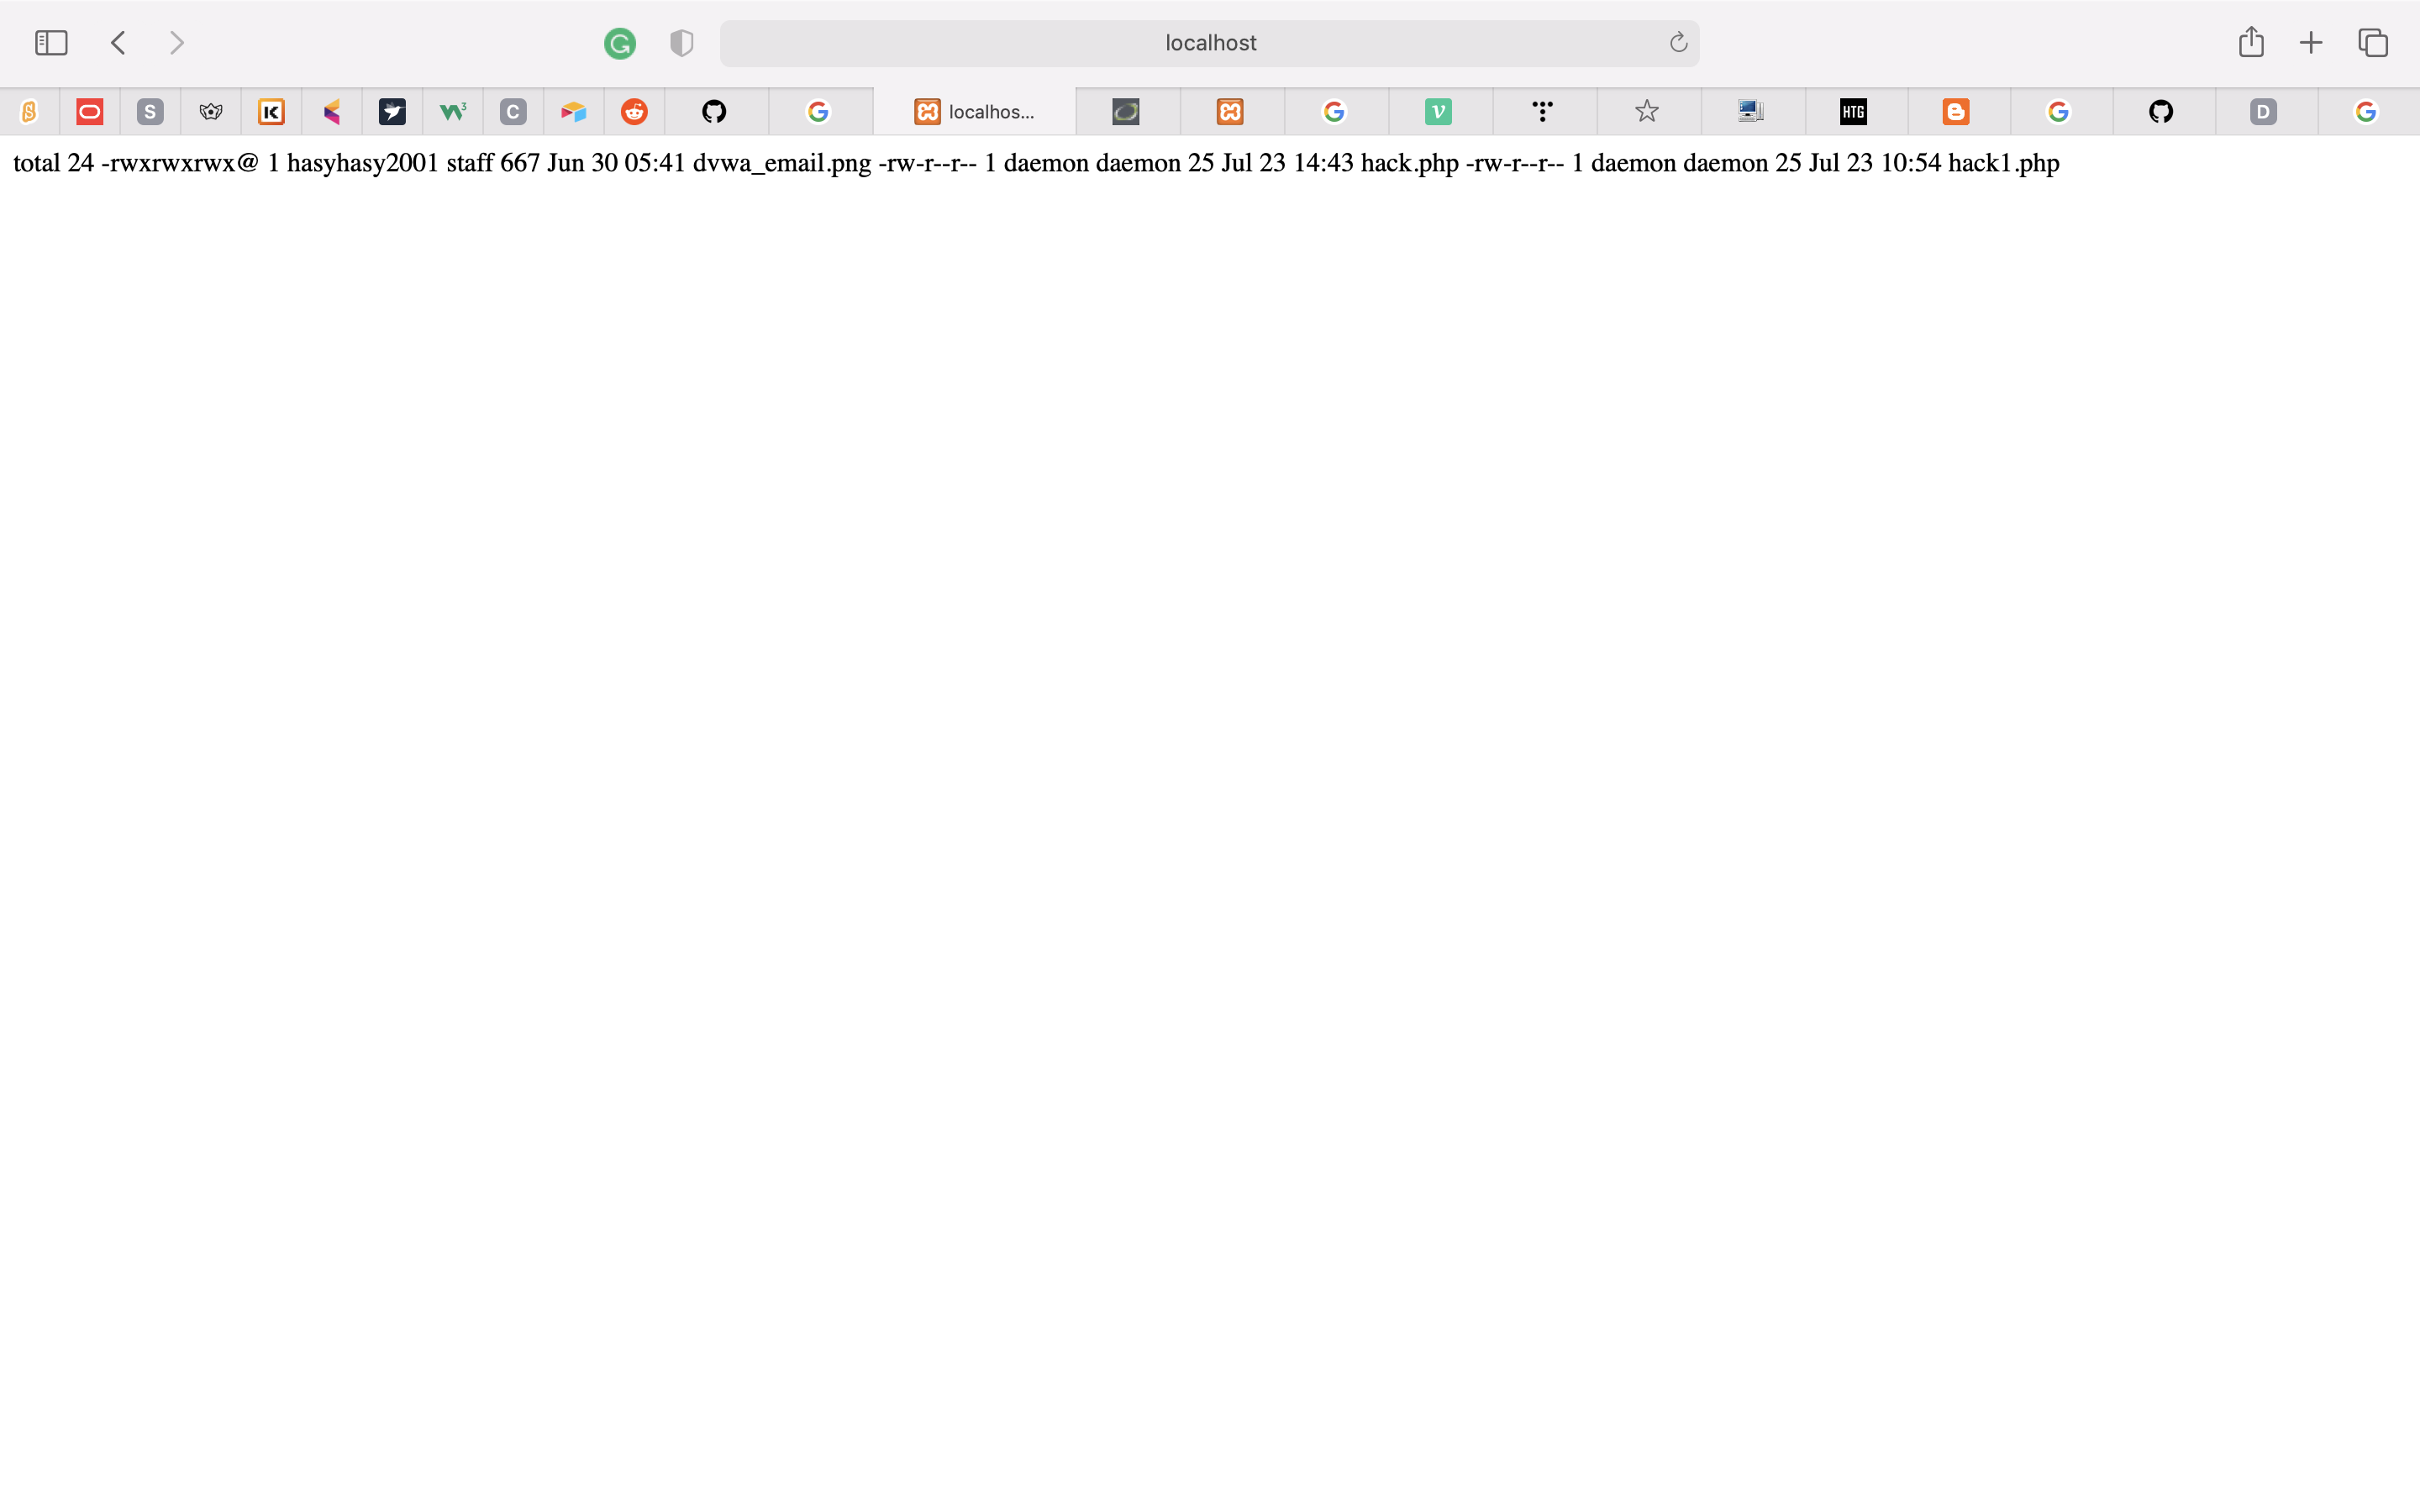 localhost
S
K
W3
C
localhos...
V
HTG
D
total 24 -rwxrwxrwx@ 1 hasyhasy2001 staff 667 Jun 30 05:41 dvwa_email.png -rw-r--r-- 1 daemon daemon 25 Jul 23 14:43 hack.php -rw-r--r-- 1 daemon daemon 25 Jul 23 10:54 hack1.php